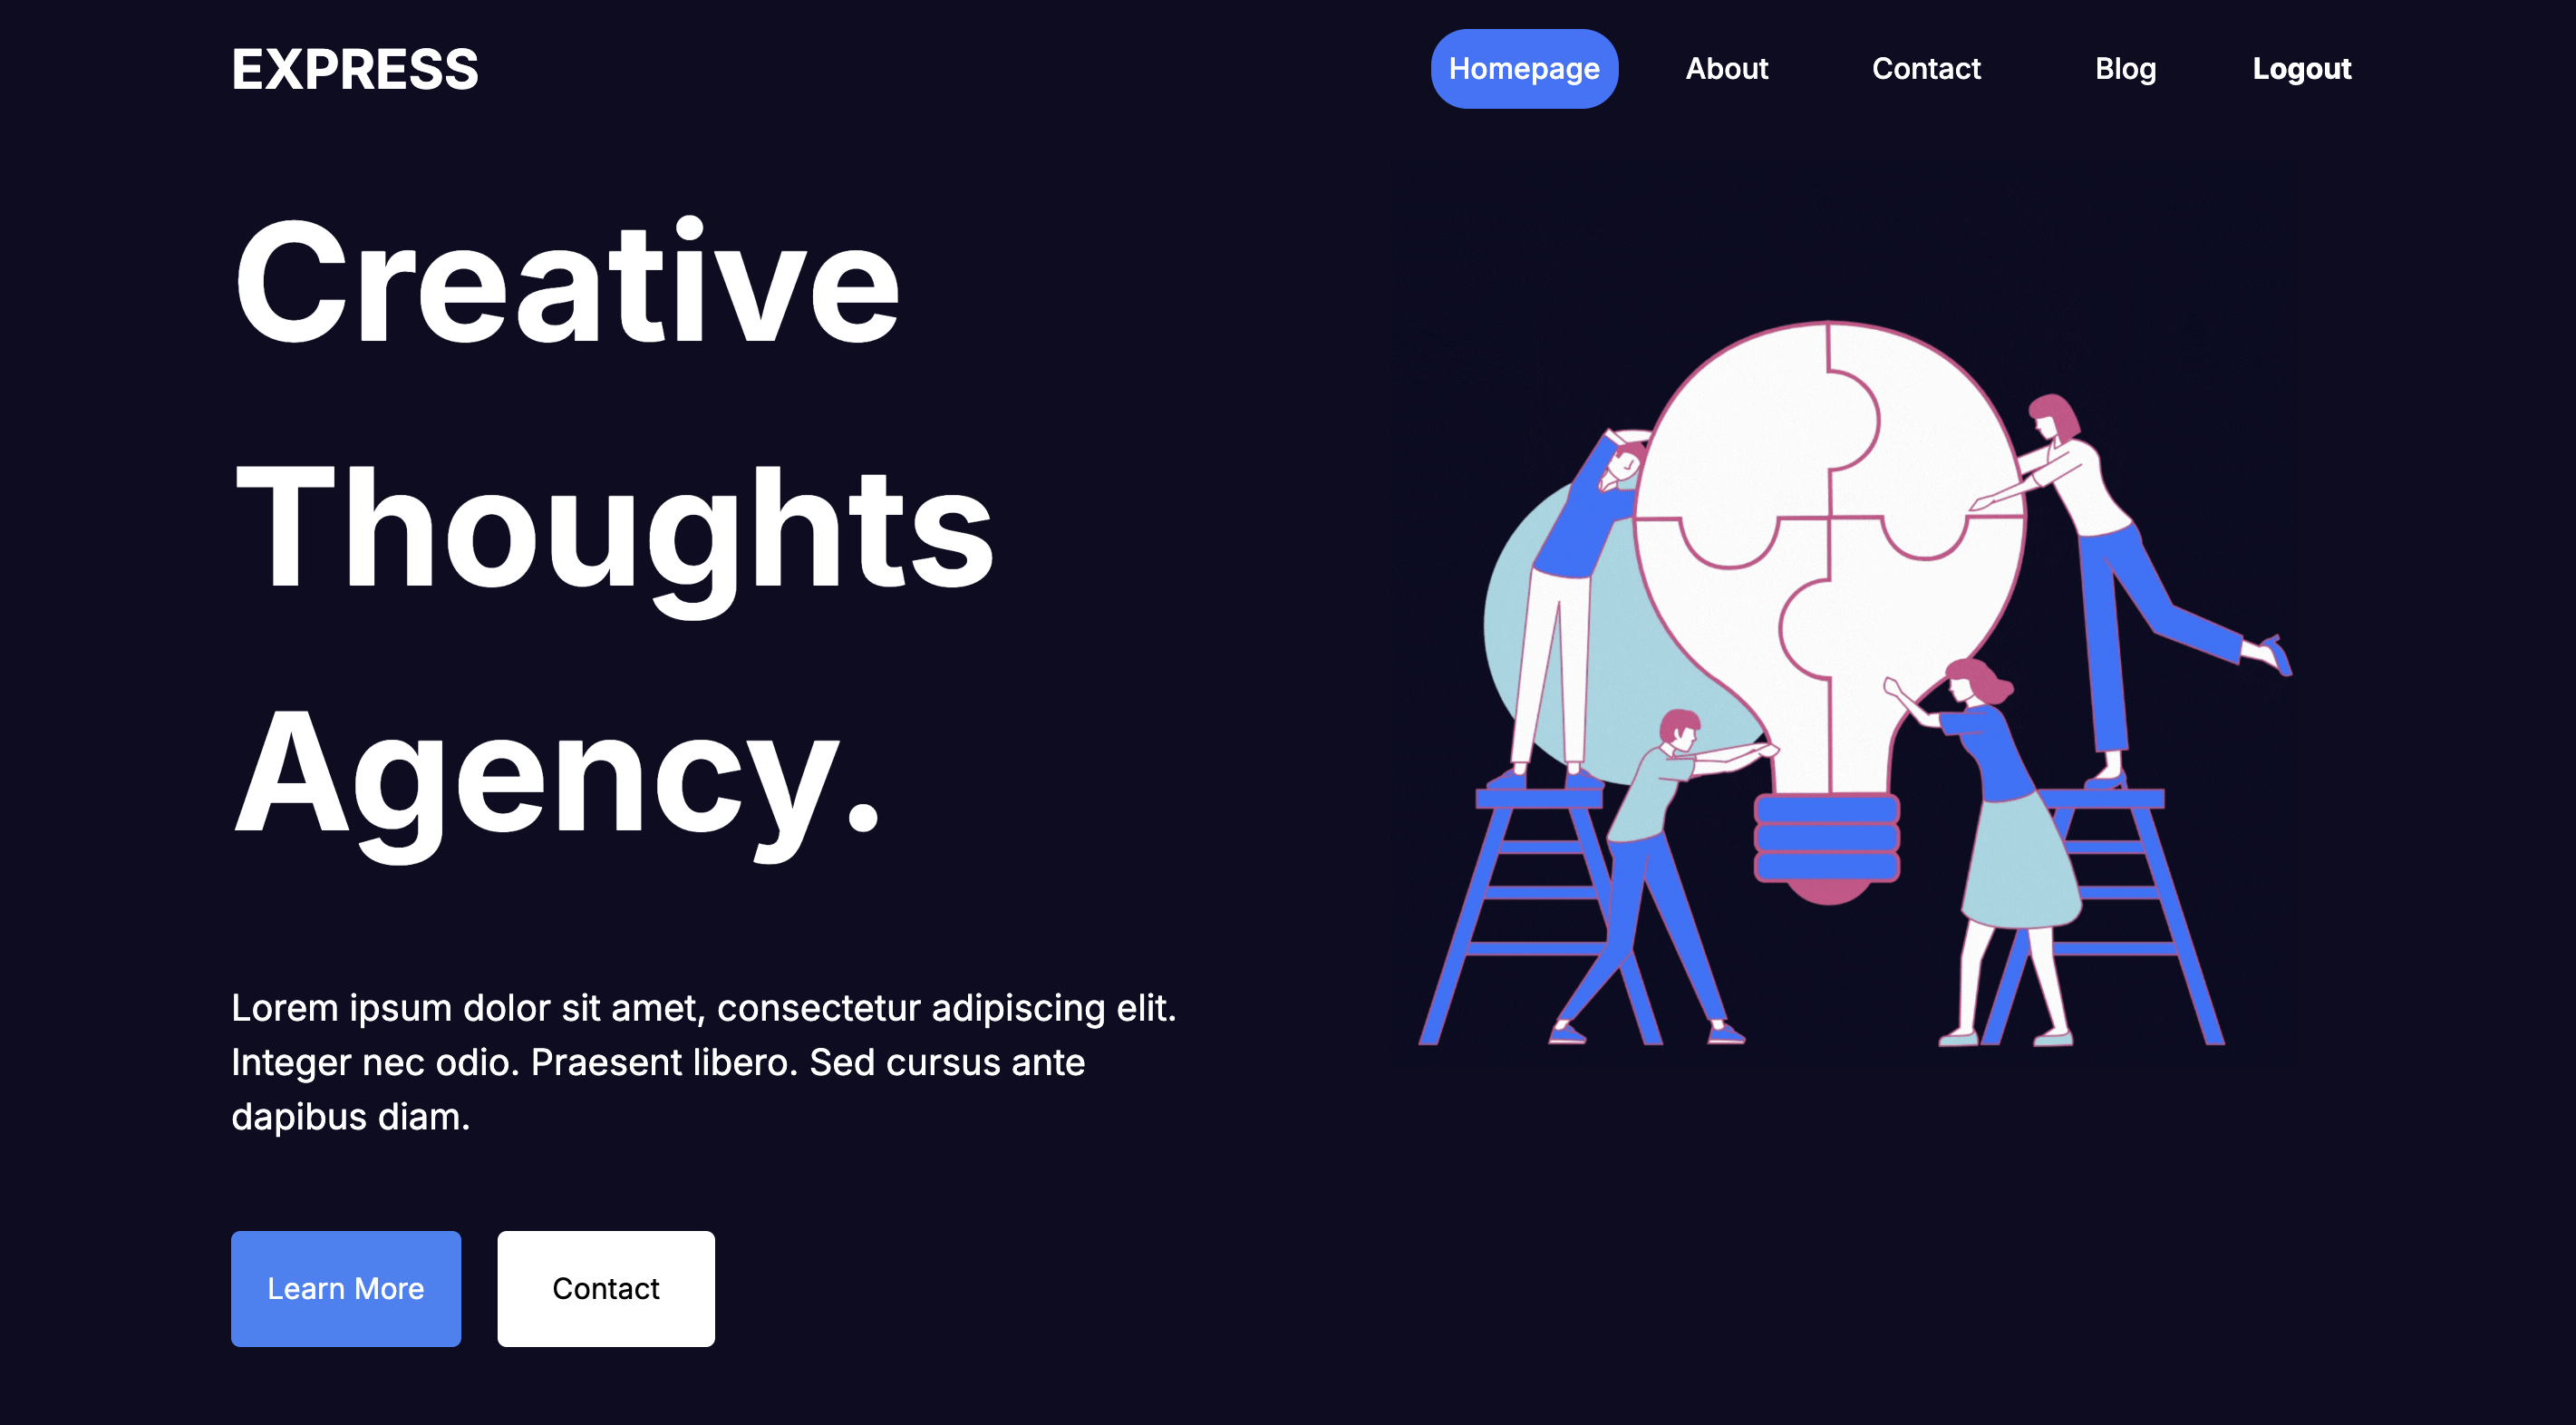 EXPRESS
Homepage About Contact Blog Logout
Creative
Thoughts
Agency.
Lorem ipsum dolor sit amet, consectetur adipiscing elit.
Integer nec odio. Praesent libero. Sed cursus ante
dapibus diam.
Learn More Contact